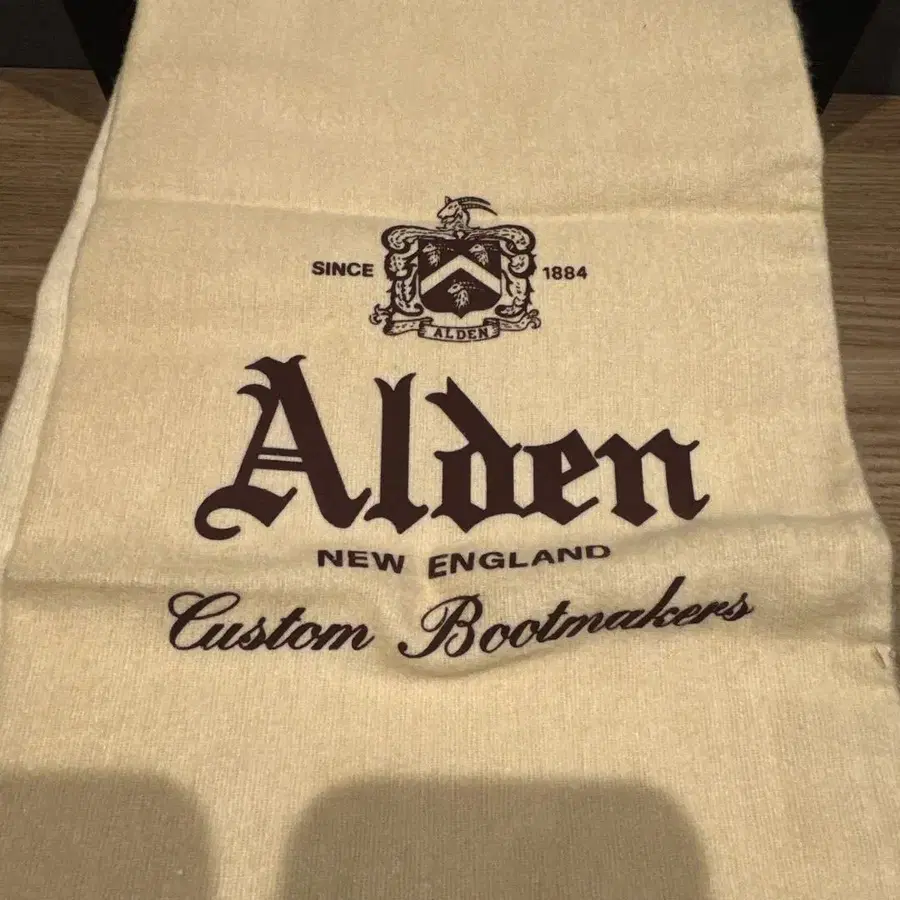 SINCE 1884
ALDEN
Alden
NEW ENGLAND
Custom Bootmakers